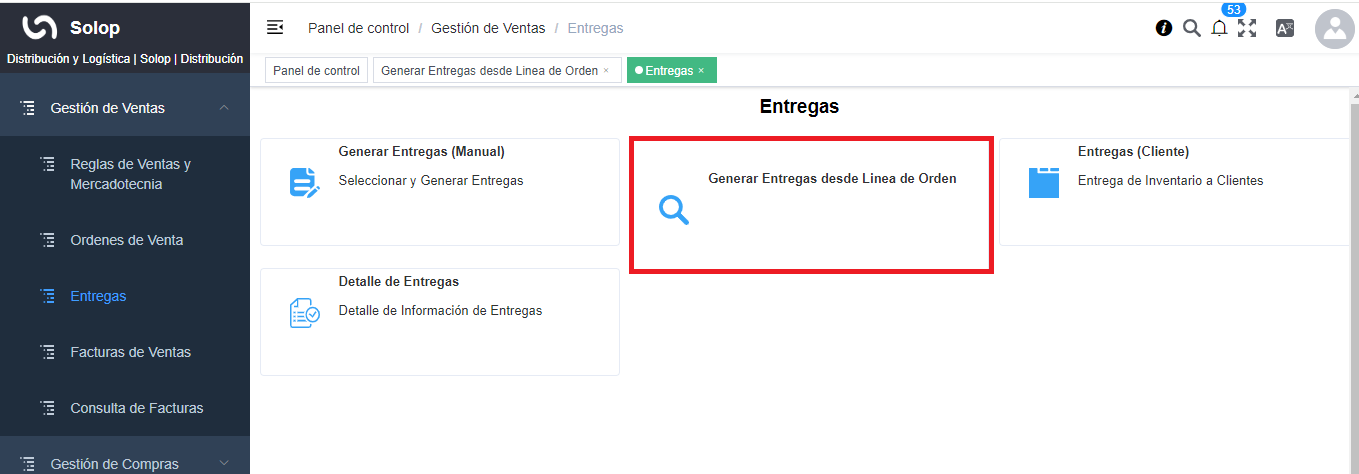 Solop
Distribución y Logística | Solop | Distribución
Gestión de Ventas
Reglas de Ventas y
Mercadotecnia
Ordenes de Venta
Entregas
Facturas de Ventas
Consulta de Facturas
Gestión de Compras
Panel de control / Gestión de Ventas / Entregas
53
Panel de control
Generar Entregas desde Linea de Orden ×
Entregas ×
Entregas
Generar Entregas (Manual)
Seleccionar y Generar Entregas
Generar Entregas desde Linea de Orden
Entregas (Cliente)
Entrega de Inventario a Clientes
Detalle de Entregas
Detalle de Información de Entregas